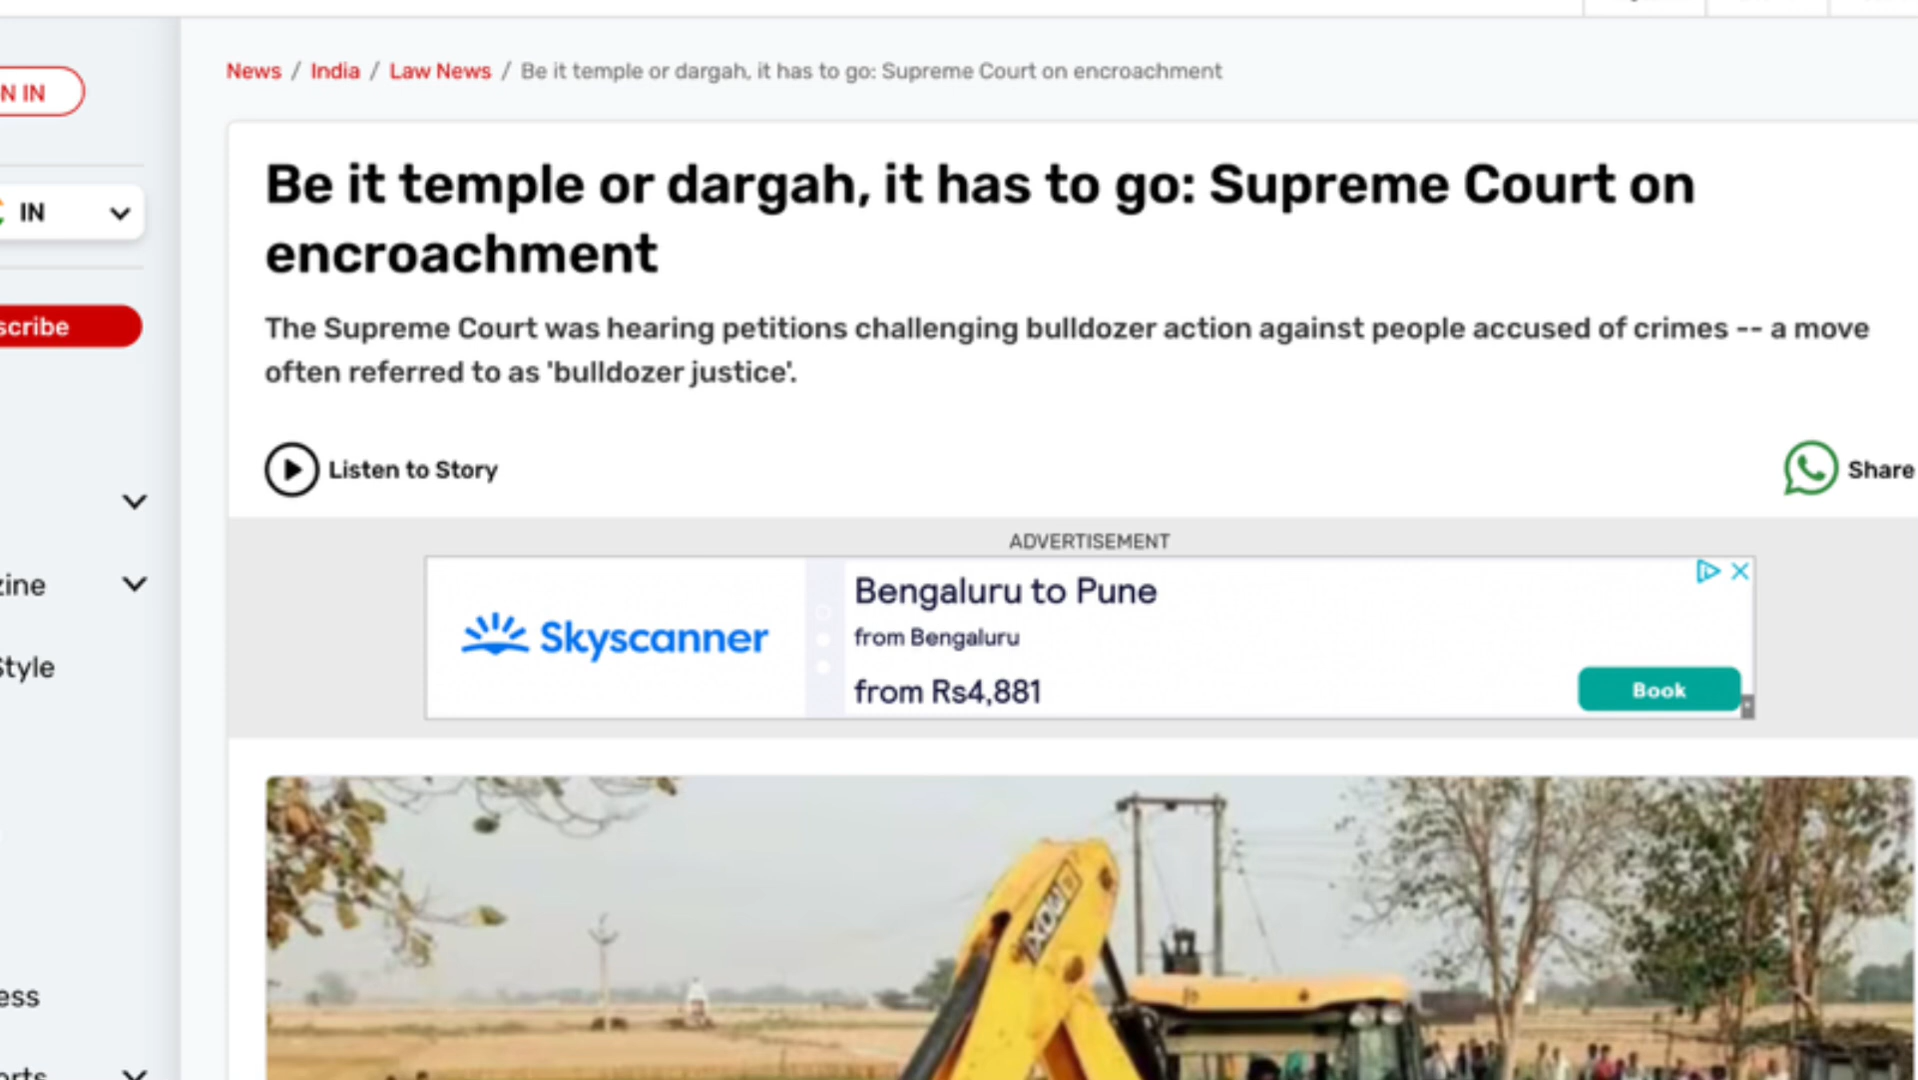 News / India / Law News / Be it temple or dargah, it has to go: Supreme Court on encroachment
N IN
IN
scribe
Be it temple or dargah, it has to go: Supreme Court on
encroachment
The Supreme Court was hearing petitions challenging bulldozer action against people accused of crimes -- a move
often referred to as 'bulldozer justice'.
Listen to Story
Share
ADVERTISEMENT
Skyscanner
Bengaluru to Pune
from Bengaluru
from Rs4,881
Book
zine
Style
ess
orts